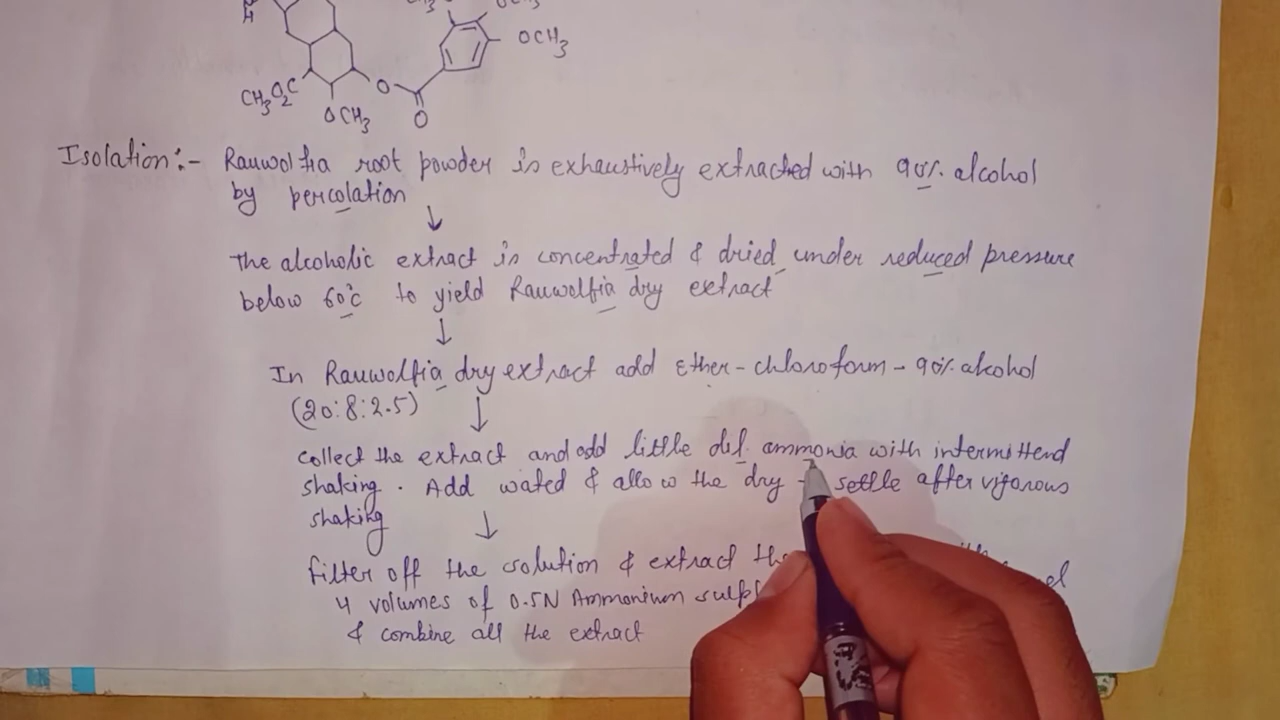 OCH3
CH3O2C
O
OCH3
O
Isolation:- Rauwolfia root powder is exhaustively extracted with 90% alcohol
by percolation
The alcoholic extract is concentrated & dried under reduced pressure
below 60°c to yield Rauwolfia dry extract
In Rauwolfia dry extract add Ether - chloroform - 90% alcohol
(20:8:2.5)
collect the extract and add little dil. ammonia with intermittend
shaking. Add wated & allow the dry settle after vigorous
shaking
Filter off the solution & extract
4 volumes of 0.5N Ammonium
& combine all the extract